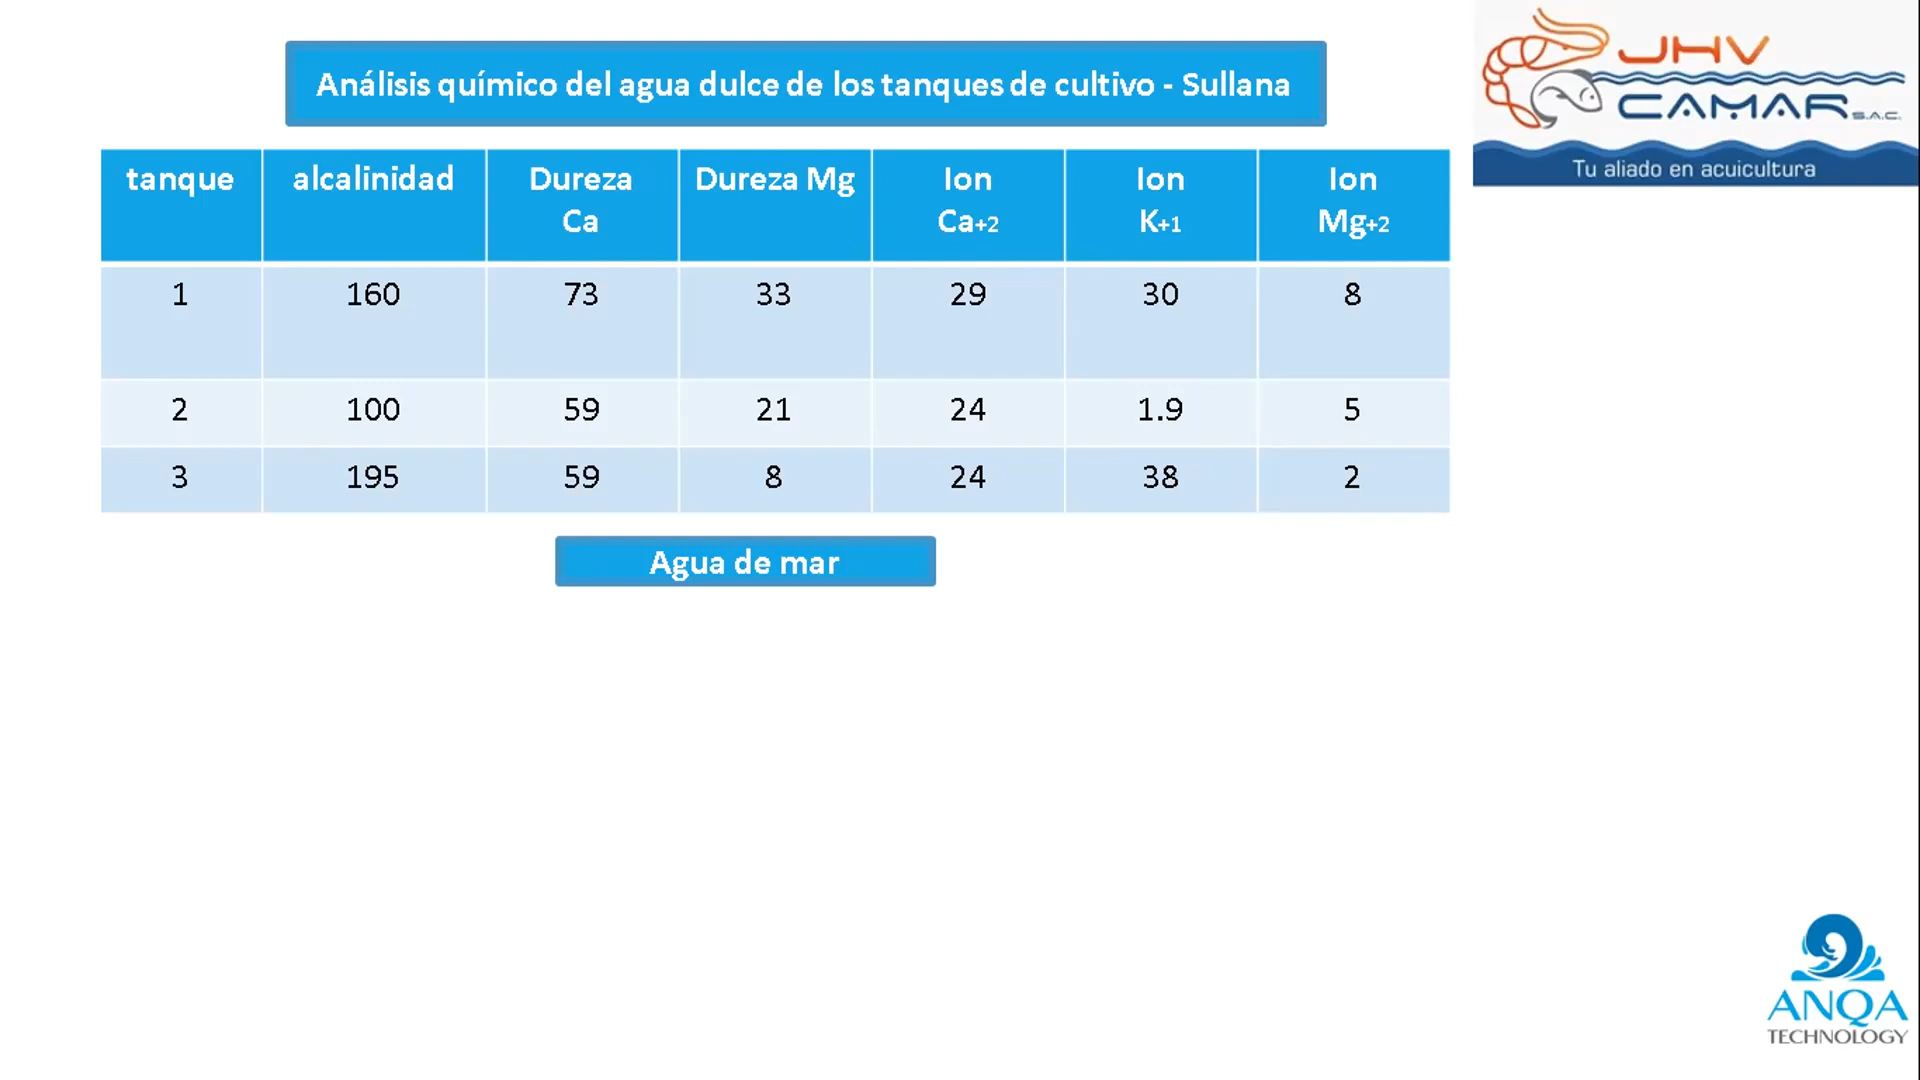 Análisis químico del agua dulce de los tanques de cultivo - Sullana
JHV
CAMAR S.A.C.
Tu aliado en acuicultura
tanque alcalinidad Dureza Ca Dureza Mg Ion Ca+2 Ion K+1 Ion Mg+2
1 160 73 33 29 30 8
2 100 59 21 24 1.9 5
3 195 59 8 24 38 2
Agua de mar
ANQA
TECHNOLOGY